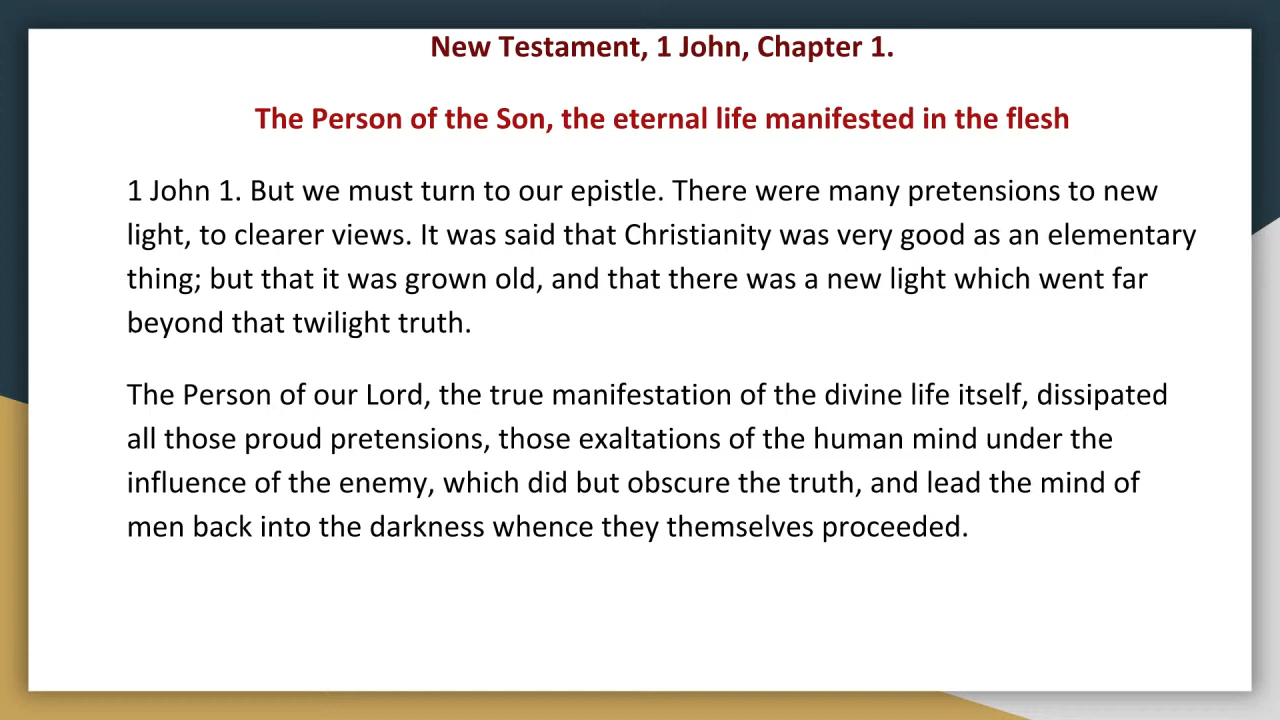 New Testament, 1 John, Chapter 1.
The Person of the Son, the eternal life manifested in the flesh
1 John 1. But we must turn to our epistle. There were many pretensions to new
light, to clearer views. It was said that Christianity was very good as an elementary
thing; but that it was grown old, and that there was a new light which went far
beyond that twilight truth.
The Person of our Lord, the true manifestation of the divine life itself, dissipated
all those proud pretensions, those exaltations of the human mind under the
influence of the enemy, which did but obscure the truth, and lead the mind of
men back into the darkness whence they themselves proceeded.